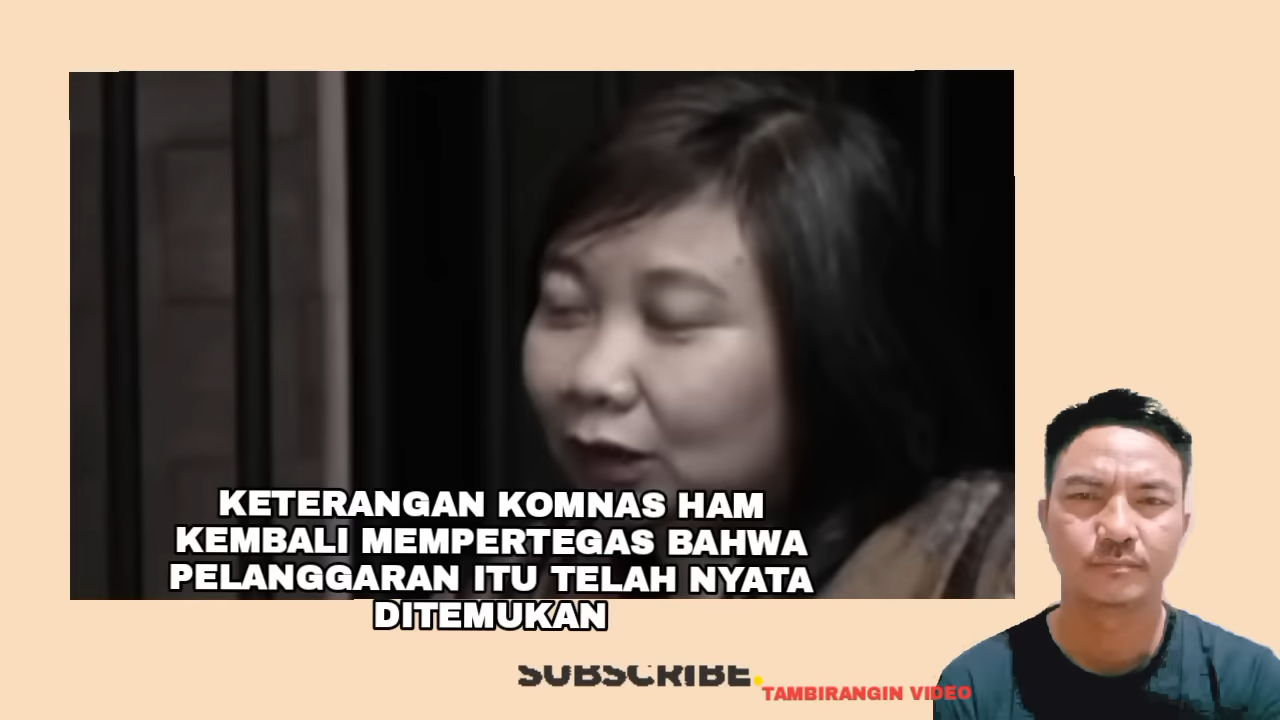 KETERANGAN KOMNAS HAM
KEMBALI MEMPERTEGAS BAHWA
PELANGGARAN ITU TELAH NYATA
DITEMUKAN
SUBSCRIBE.
TAMBIRANGIN VIDEO